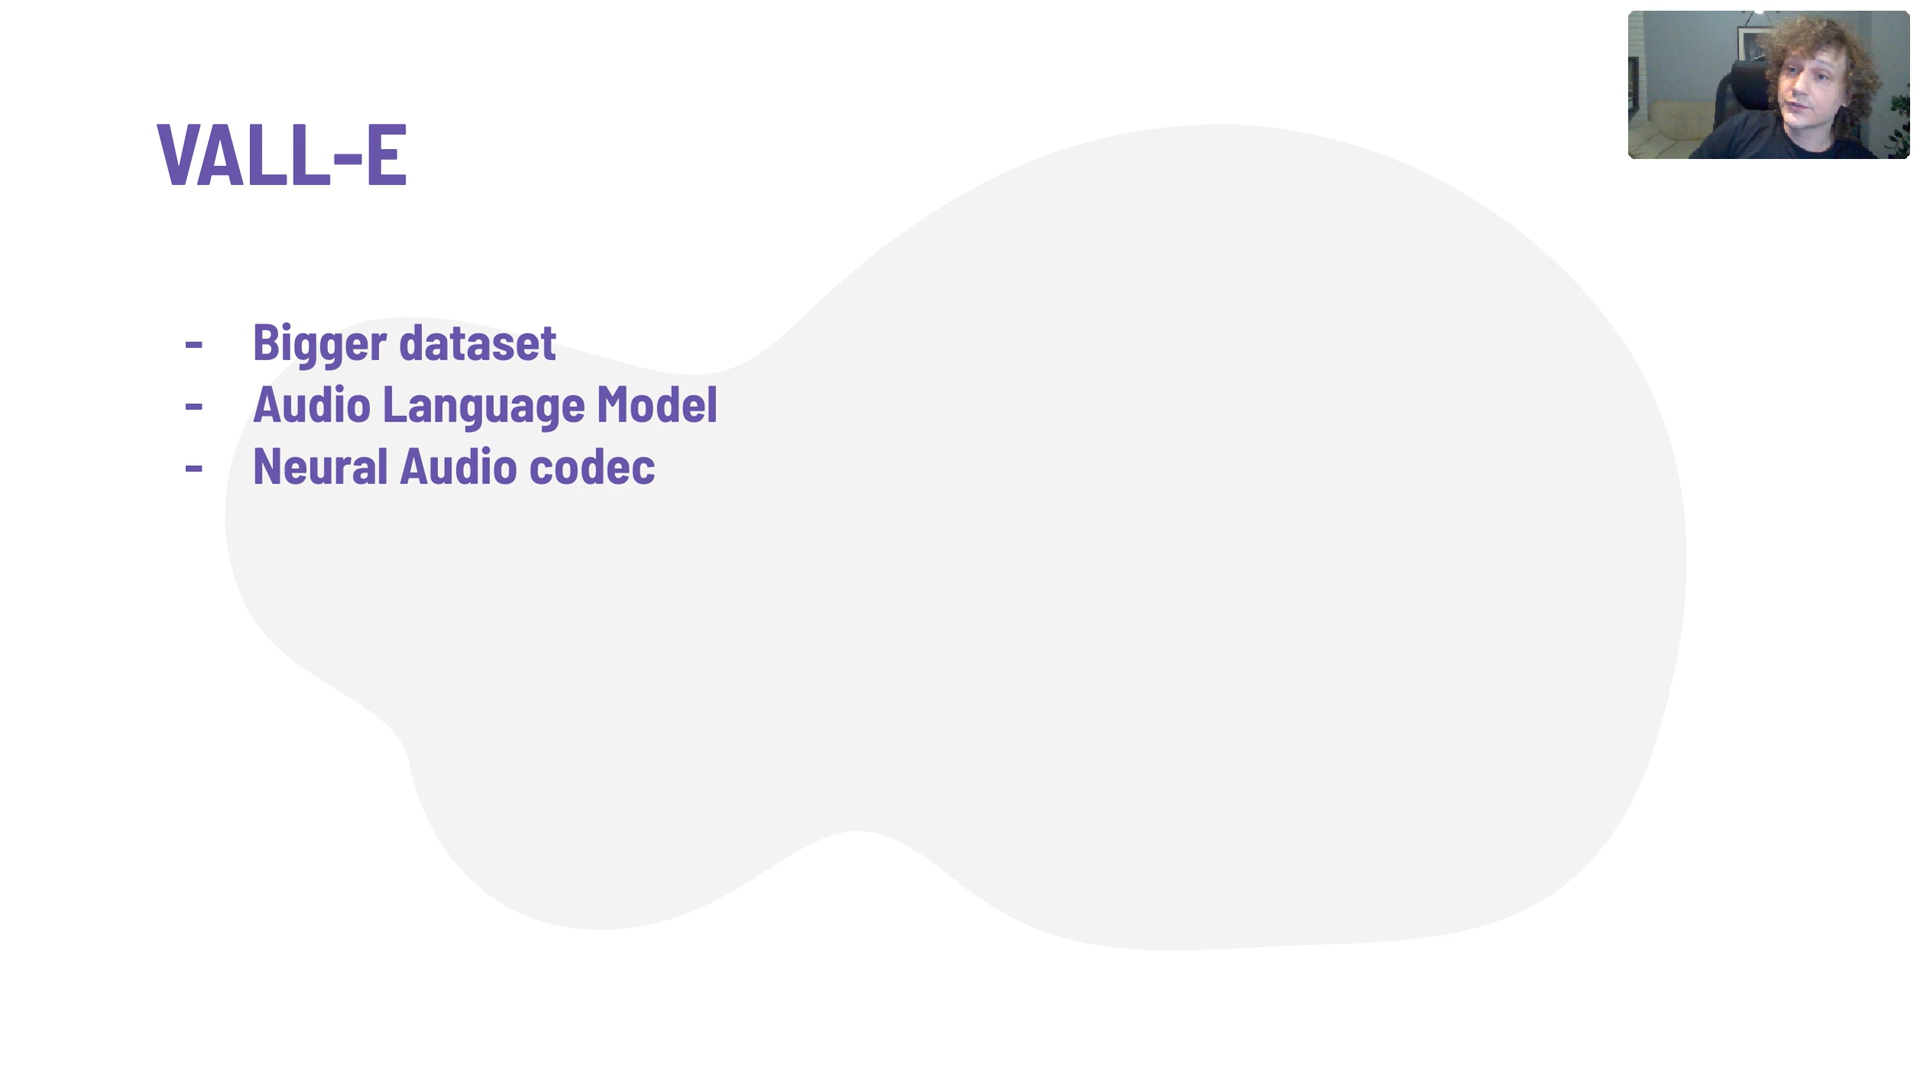 VALL-E
- Bigger dataset
- Audio Language Model
- Neural Audio codec